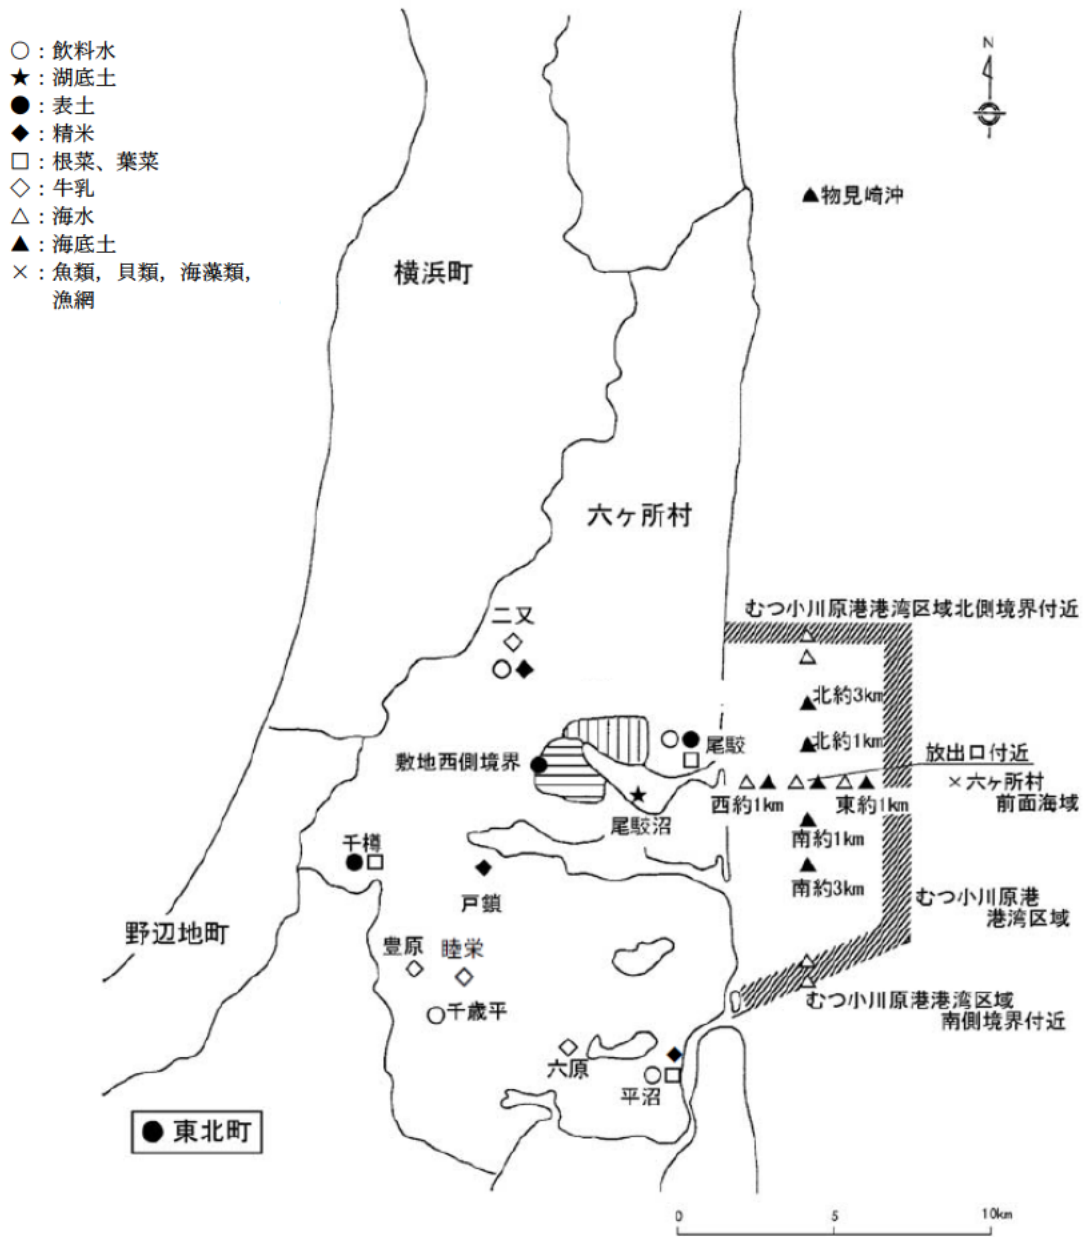 ○：飲料水
★：湖底土
●：表土
◆：精米
□：根菜、葉菜
◇：牛乳
△：海水
▲：海底土
×：魚類，貝類，海藻類，
漁網
N
▲物見崎沖
横浜町
六ヶ所村
むつ小川原港港湾区域北側境界付近
二又
北約3km
北約1km
尾駮
放出口付近
敷地西側境界
×六ヶ所村
前面海域
西約1km
東約1km
尾駮沼
南約1km
千樽
南約3km
戸鎖
むつ小川原港
港湾区域
野辺地町
豊原
睦栄
千歳平
むつ小川原港港湾区域
南側境界付近
六原
平沼
●東北町
0
5
10km